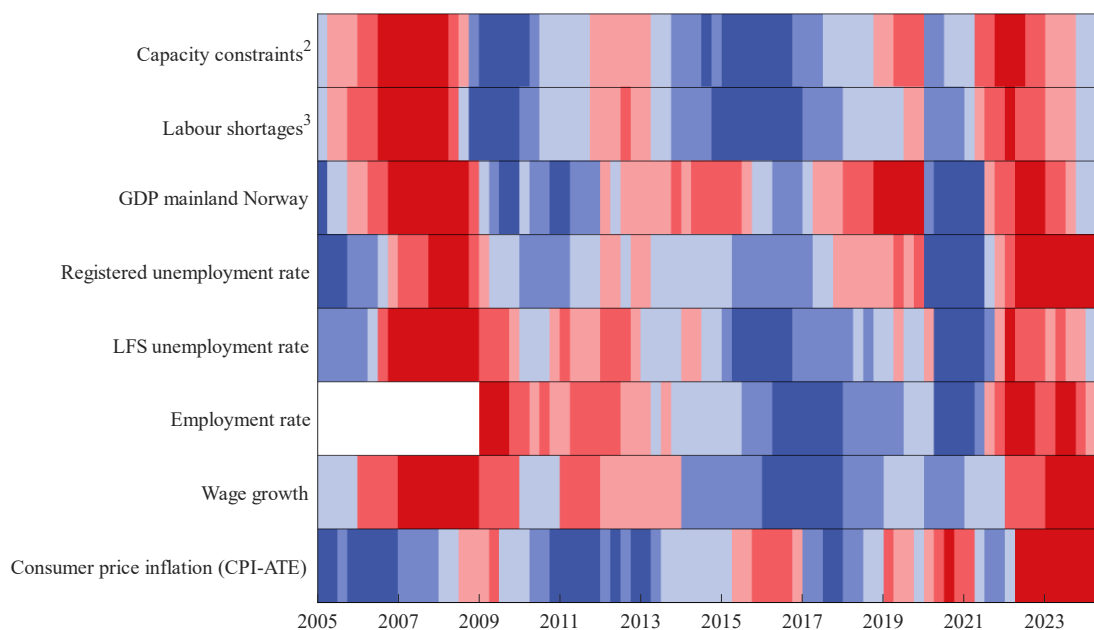 Capacity constraints²
Labour shortages³
GDP mainland Norway
Registered unemployment rate
LFS unemployment rate
Employment rate
Wage growth
Consumer price inflation (CPI-ATE)
2005 2007 2009 2011 2013 2015 2017 2019 2021 2023